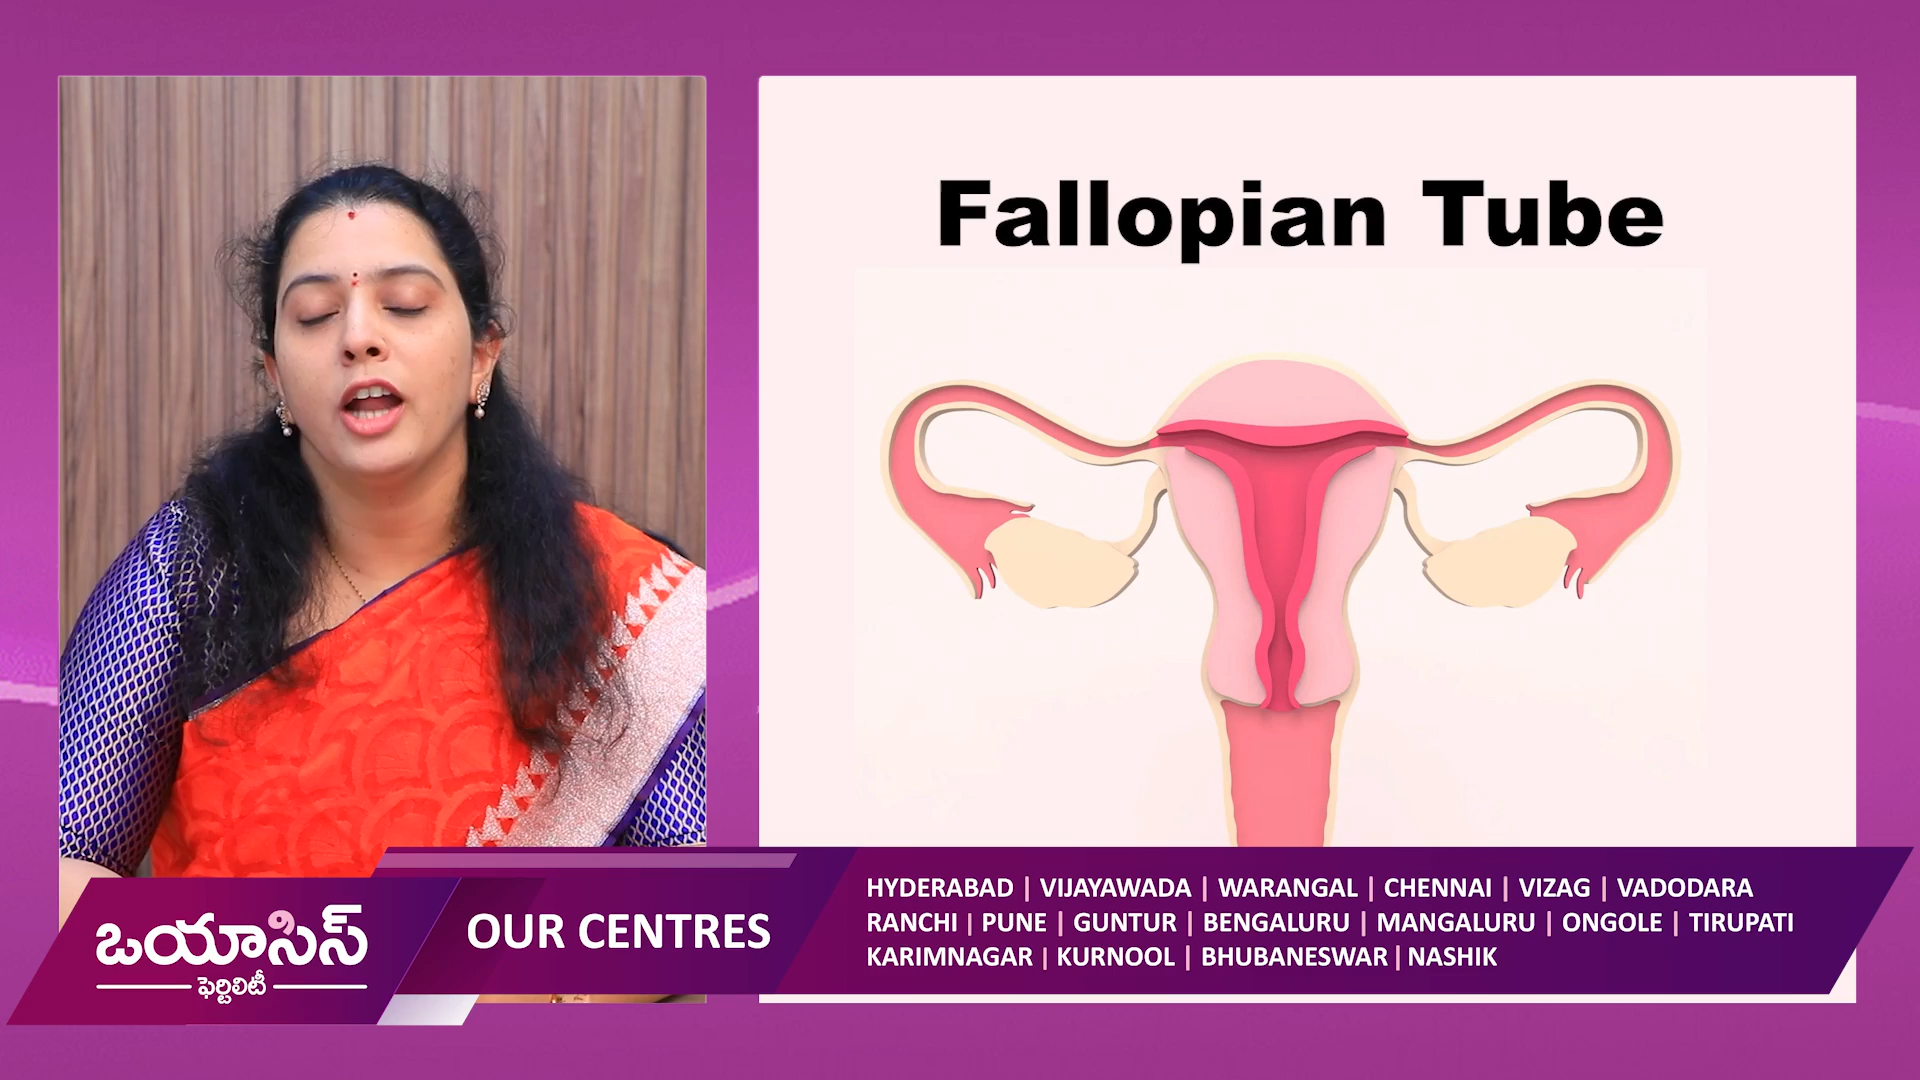 Fallopian Tube
ఒయాసిస్
ఫెర్టిలిటీ
OUR CENTRES
HYDERABAD | VIJAYAWADA | WARANGAL | CHENNAI | VIZAG | VADODARA
RANCHI | PUNE | GUNTUR | BENGALURU | MANGALURU | ONGOLE | TIRUPATI
KARIMNAGAR | KURNOOL | BHUBANESWAR | NASHIK